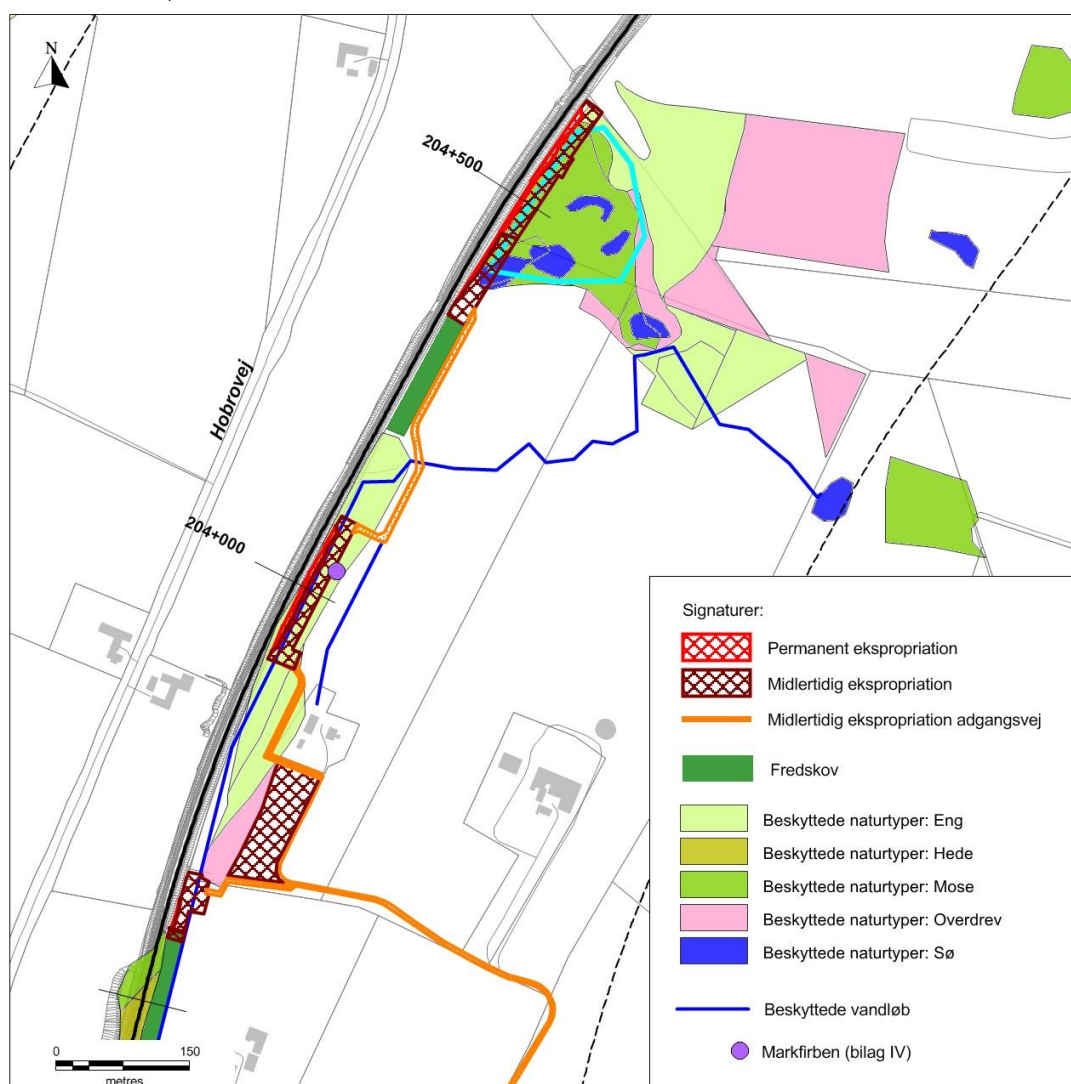 N
204+500
Hobrovej
204+000
Signaturer:
Permanent ekspropriation
Midlertidig ekspropriation
Midlertidig ekspropriation adgangsvej
Fredskov
Beskyttede naturtyper: Eng
Beskyttede naturtyper: Hede
Beskyttede naturtyper: Mose
Beskyttede naturtyper: Overdrev
Beskyttede naturtyper: Sø
Beskyttede vandløb
Markfirben (bilag IV)
0 150
metres